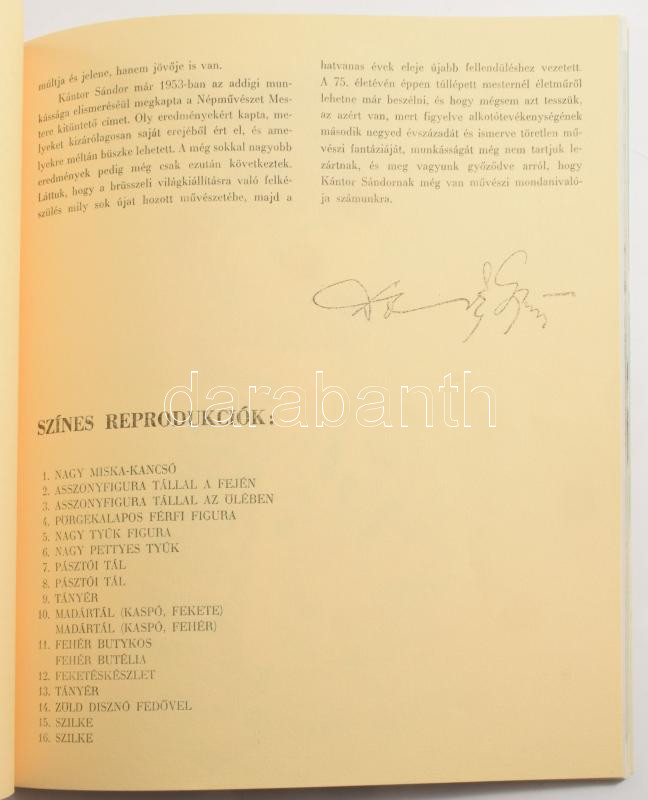 múltja és jelene, hanem jövője is van.
Kántor Sándor már 1953-ban az addigi mun-
kássága elismeréséül megkapta a Népművészet Mes-
tere kitüntető címet. Oly eredményekért kapta, me-
lyeket kizárólagosan saját erejéből ért el, és ame-
lyekre méltán büszke lehetett. A még sokkal nagyobb
eredmények pedig még csak ezután következtek.
Láttuk, hogy a brüsszeli világkiállításra való felké-
szülés mily sok újat hozott művészetébe, majd a
hatvanas évek eleje újabb fellendüléshez vezetett.
A 75. életévén éppen túllépett mesternél életműről
lehetne már beszélni, és hogy mégsem azt tesszük,
az azért van, mert figyelve alkotótevékenységének
második negyed évszázadát és ismerve töretlen mű-
vészi fantáziáját, munkásságát még nem tartjuk le-
zártnak, és meg vagyunk győződve arról, hogy
Kántor Sándornak még van művészi mondanivaló-
ja számunkra.
darabanth
SZÍNES REPRODUKCIÓK:
1. NAGY MISKA-KANCSÓ
2. ASSZONYFIGURA TÁLLAL A FEJÉN
3. ASSZONYFIGURA TÁLLAL AZ ÖLÉBEN
4. PÖRGEKALAPOS FÉRFI FIGURA
5. NAGY TYÚK FIGURA
6. NAGY PETTYES TYÚK
7. PÁSZTÓI TÁL
8. PÁSZTÓI TÁL
9. TÁNYÉR
10. MADÁRTÁL (KASPÓ, FEKETE)
MADÁRTÁL (KASPÓ, FEHÉR)
11. FEHÉR BUTYKOS
FEHÉR BUTÉLIA
12. FEKETÉSKÉSZLET
13. TÁNYÉR
14. ZÖLD DISZNÓ FEDŐVEL
15. SZILKE
16. SZILKE